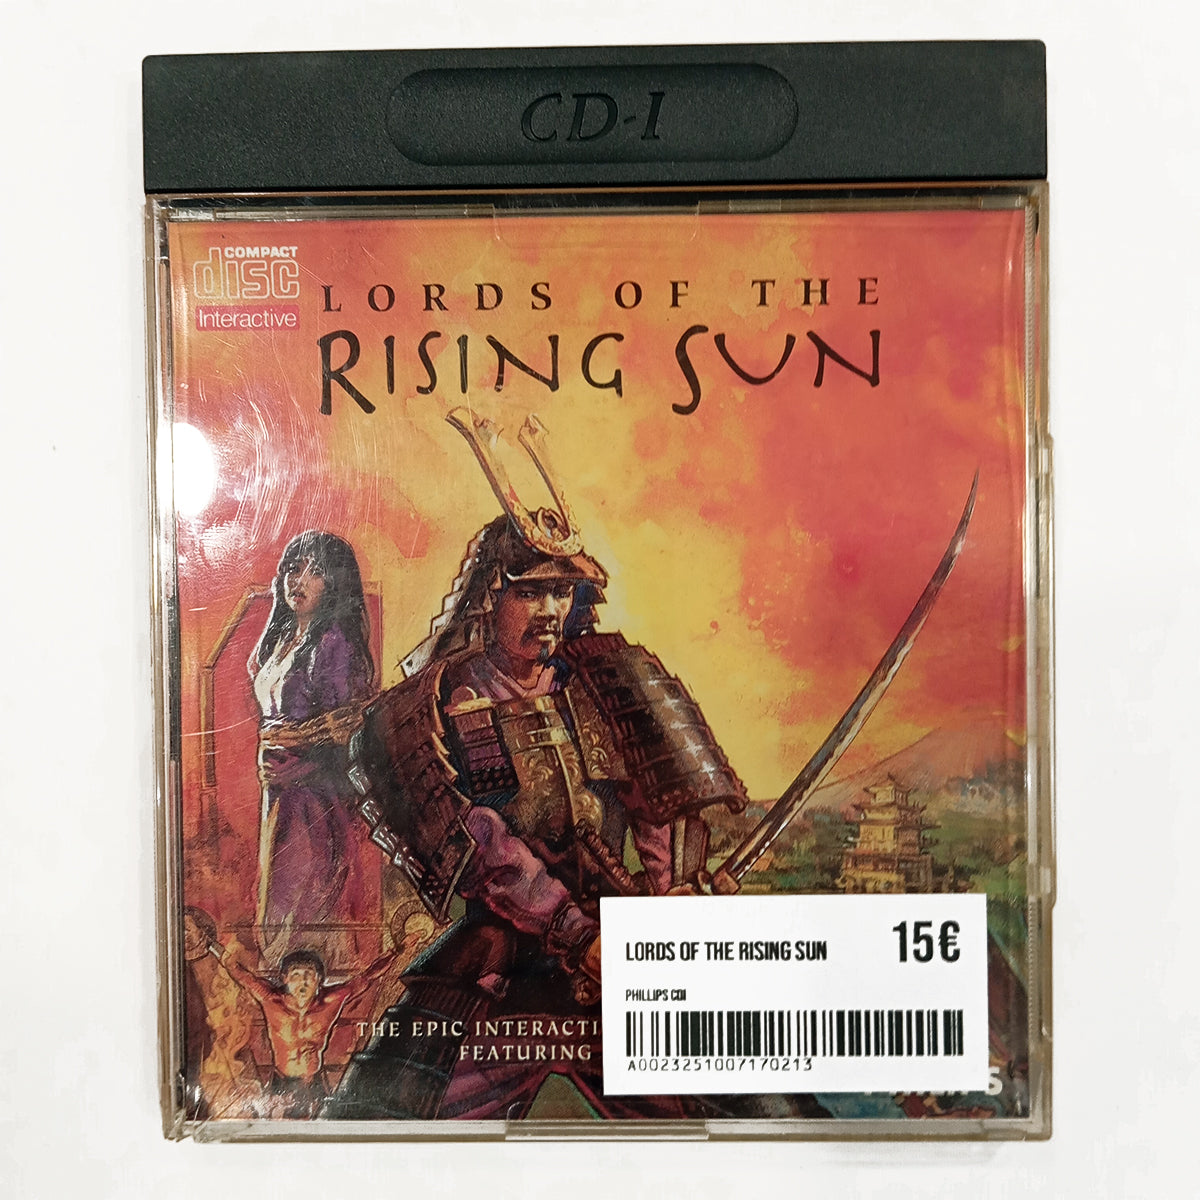 CD-I
COMPACT
disc
Interactive
LORDS OF THE
RISING SUN
LORDS OF THE RISING SUN
15€
PHILLIPS CDI
A0023251007170213
THE EPIC
FEATURING